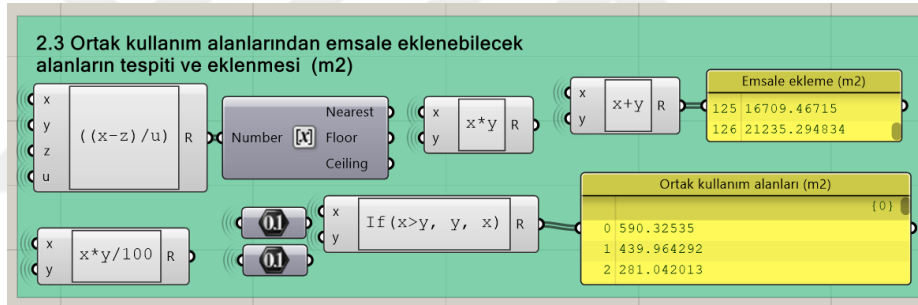 2.3 Ortak kullanım alanlarından emsale eklenebilecek
alanların tespiti ve eklenmesi (m2)
x
y
z
u
((x-z)/u)
R
Number
[x]
Nearest
Floor
Ceiling
x
y
x*y
R
x
y
x+y
R
Emsale ekleme (m2)
125 16709.46715
126 21235.294834
x
y
x*y/100
R
0.1
0.1
x
y
If(x>y, y, x)
R
Ortak kullanım alanları (m2)
{0}
0 590.32535
1 439.964292
2 281.042013